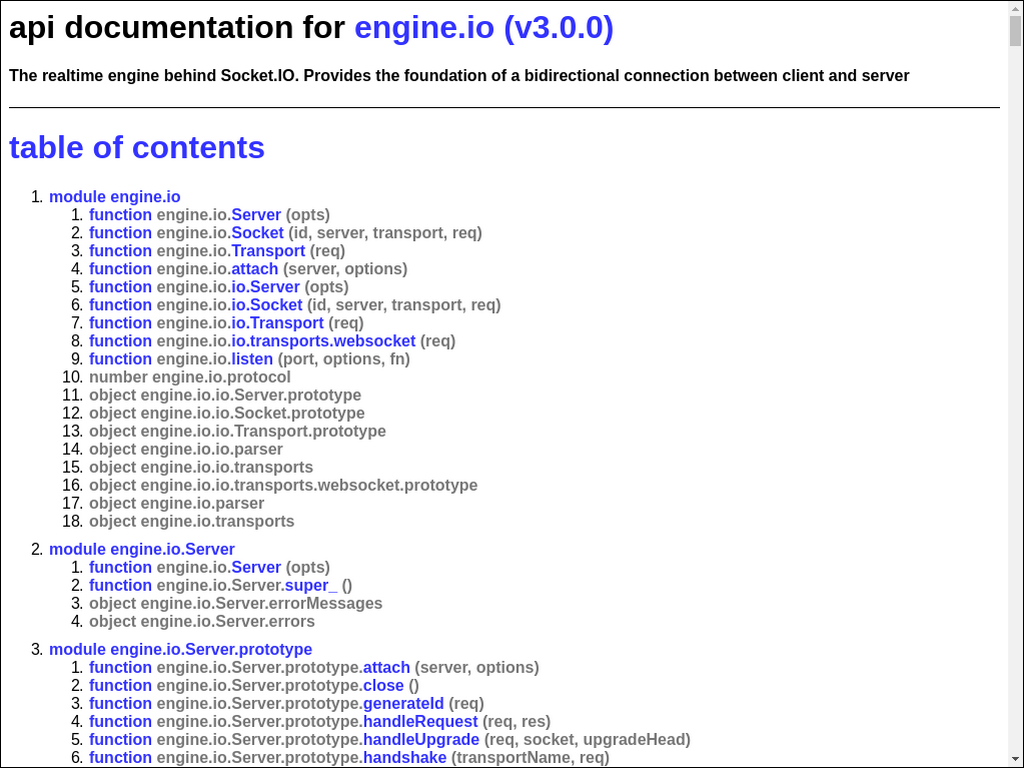 api documentation for engine.io (v3.0.0)
The realtime engine behind Socket.IO. Provides the foundation of a bidirectional connection between client and server
table of contents
1. module engine.io
1. function engine.io.Server (opts)
2. function engine.io.Socket (id, server, transport, req)
3. function engine.io.Transport (req)
4. function engine.io.attach (server, options)
5. function engine.io.io.Server (opts)
6. function engine.io.io.Socket (id, server, transport, req)
7. function engine.io.io.Transport (req)
8. function engine.io.io.transports.websocket (req)
9. function engine.io.listen (port, options, fn)
10. number engine.io.protocol
11. object engine.io.io.Server.prototype
12. object engine.io.io.Socket.prototype
13. object engine.io.io.Transport.prototype
14. object engine.io.io.parser
15. object engine.io.io.transports
16. object engine.io.io.transports.websocket.prototype
17. object engine.io.parser
18. object engine.io.transports
2. module engine.io.Server
1. function engine.io.Server (opts)
2. function engine.io.Server.super_ ()
3. object engine.io.Server.errorMessages
4. object engine.io.Server.errors
3. module engine.io.Server.prototype
1. function engine.io.Server.prototype.attach (server, options)
2. function engine.io.Server.prototype.close ()
3. function engine.io.Server.prototype.generateId (req)
4. function engine.io.Server.prototype.handleRequest (req, res)
5. function engine.io.Server.prototype.handleUpgrade (req, socket, upgradeHead)
6. function engine.io.Server.prototype.handshake (transportName, req)